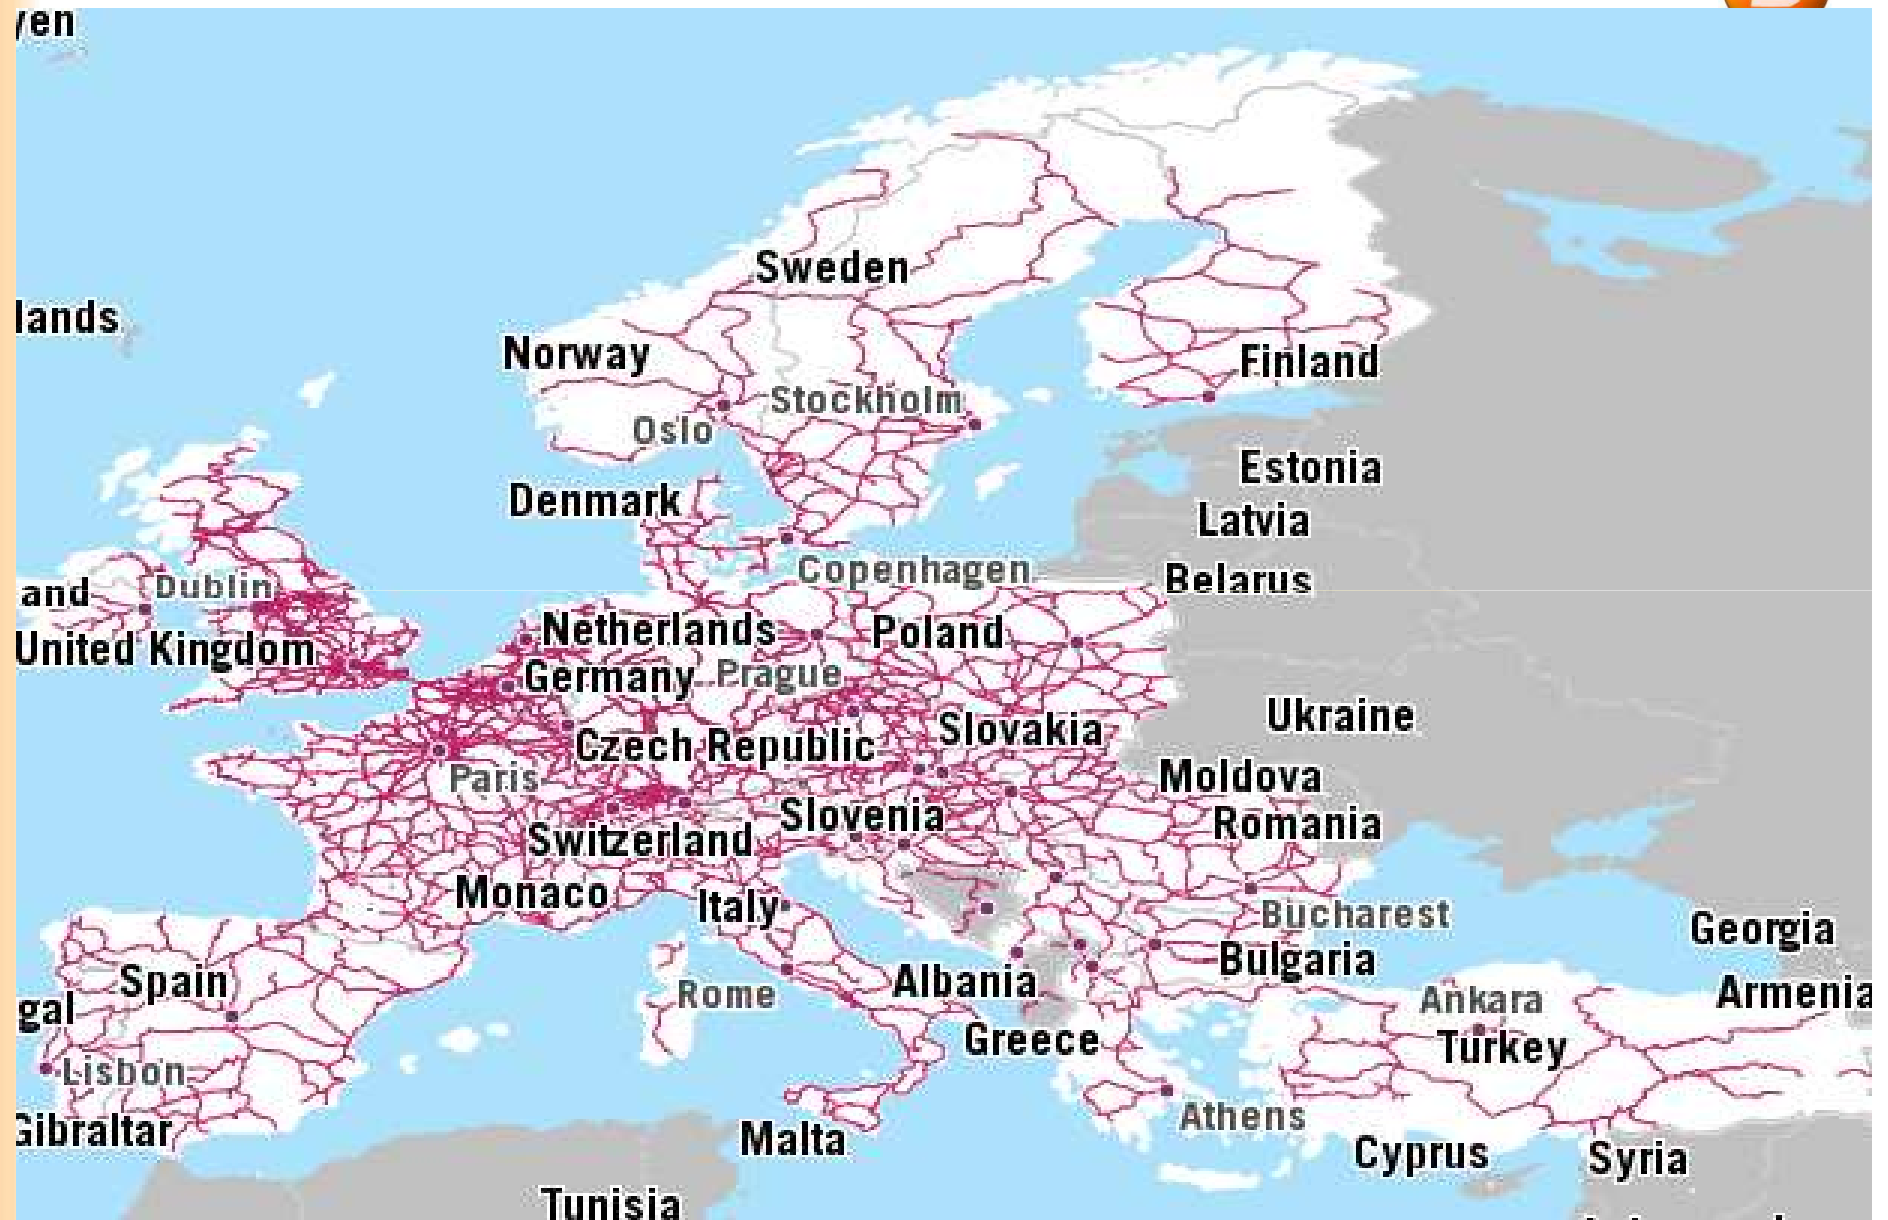 yen
Sweden
lands
Norway
Finland
Stockholm
Oslo
Estonia
Denmark
Latvia
Copenhagen
Belarus
Dublin
and
Netherlands
Poland
United Kingdom
Germany
Prague
Ukraine
Slovakia
Czech Republic
Paris
Moldova
Slovenia
Romania
Switzerland
Monaco
Italy
Bucharest
Georgia
Bulgaria
Spain
Albania
Rome
Armenia
Ankara
gal
Greece
Turkey
Lisbon
Athens
Gibraltar
Malta
Cyprus
Syria
Tunisia